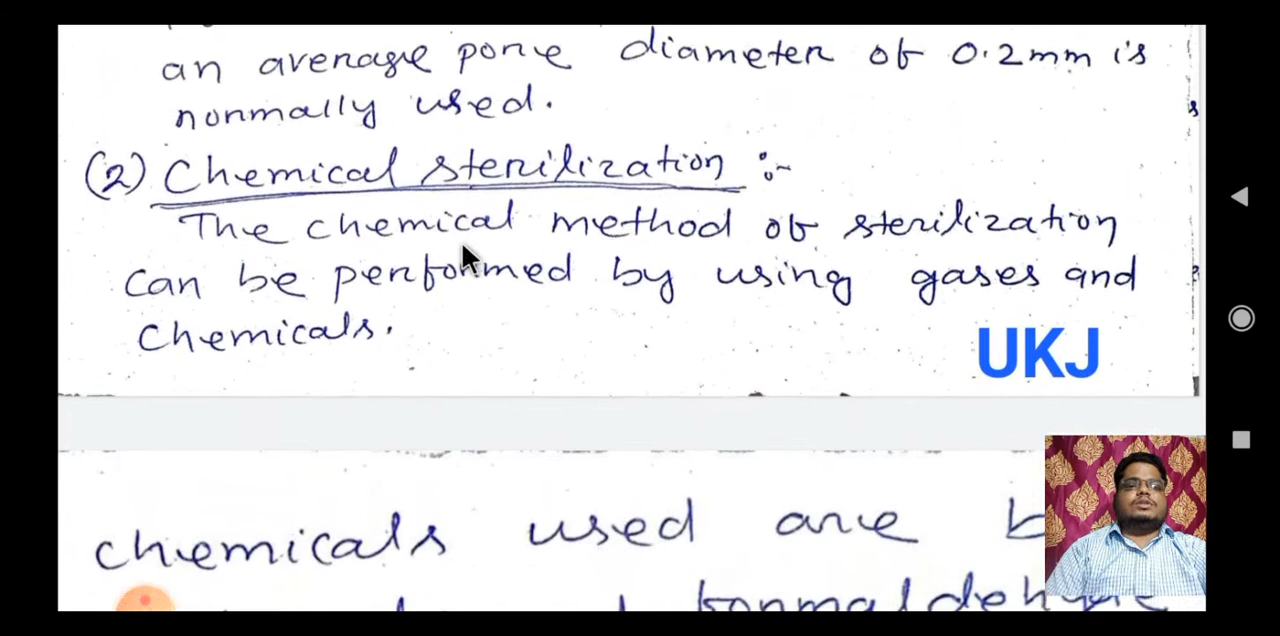 an average pore diameter of 0.2mm is
normally used.
(2) Chemical sterilization :-
The chemical method of sterilization
can be performed by using gases and
chemicals.
UKJ
chemicals used are
formaldehyde